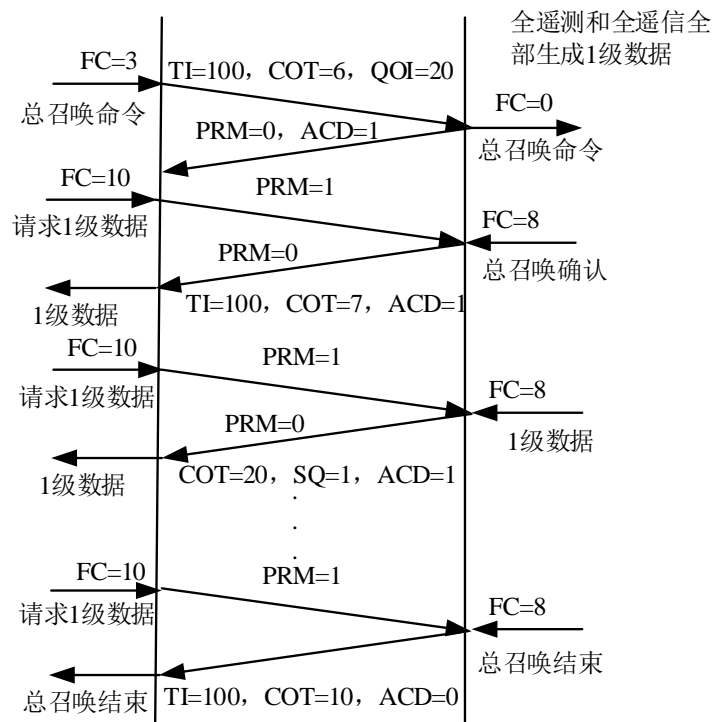 全遥测和全遥信全
部生成1级数据
FC=3
TI=100，COT=6，QOI=20
总召唤命令
FC=0
PRM=0，ACD=1
总召唤命令
FC=10
PRM=1
请求1级数据
FC=8
PRM=0
总召唤确认
1级数据
TI=100，COT=7，ACD=1
FC=10
PRM=1
请求1级数据
FC=8
PRM=0
1级数据
1级数据
COT=20，SQ=1，ACD=1
.
.
.
FC=10
PRM=1
请求1级数据
FC=8
总召唤结束
总召唤结束
TI=100，COT=10，ACD=0